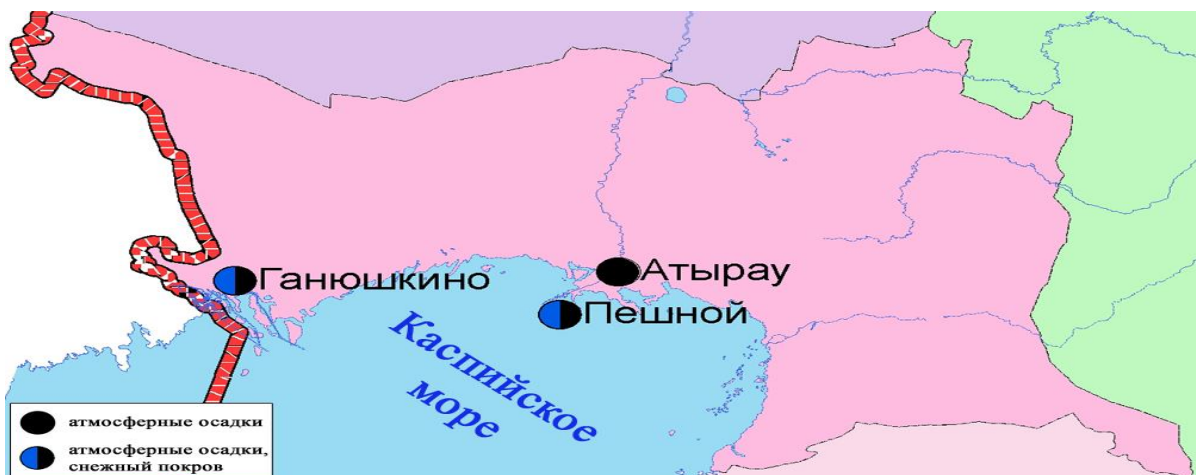 Ганюшкино
Атырау
Пешной
Каспийское
море
атмосферные осадки
атмосферные осадки,
снежный покров